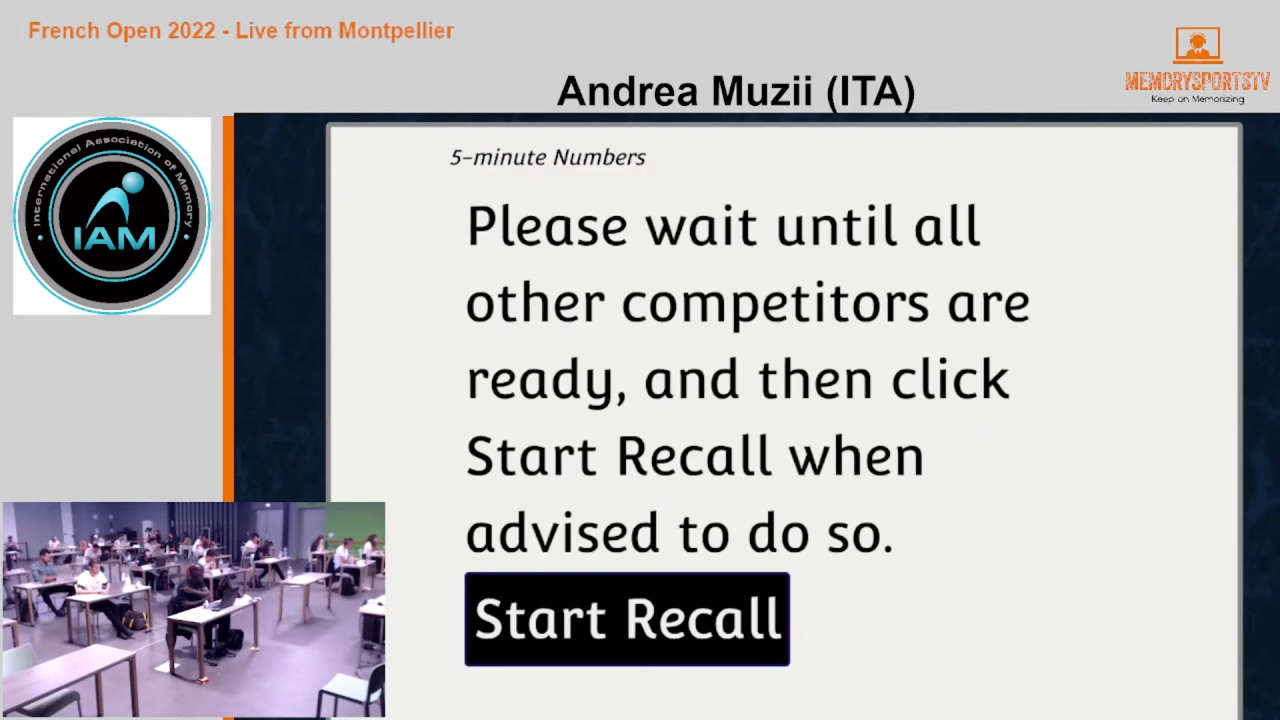 French Open 2022 - Live from Montpellier
MEMORYSPORTSTV
Keep on Memorizing
Andrea Muzii (ITA)
International Association of Memory
IAM
5-minute Numbers
Please wait until all
other competitors are
ready, and then click
Start Recall when
advised to do so.
Start Recall